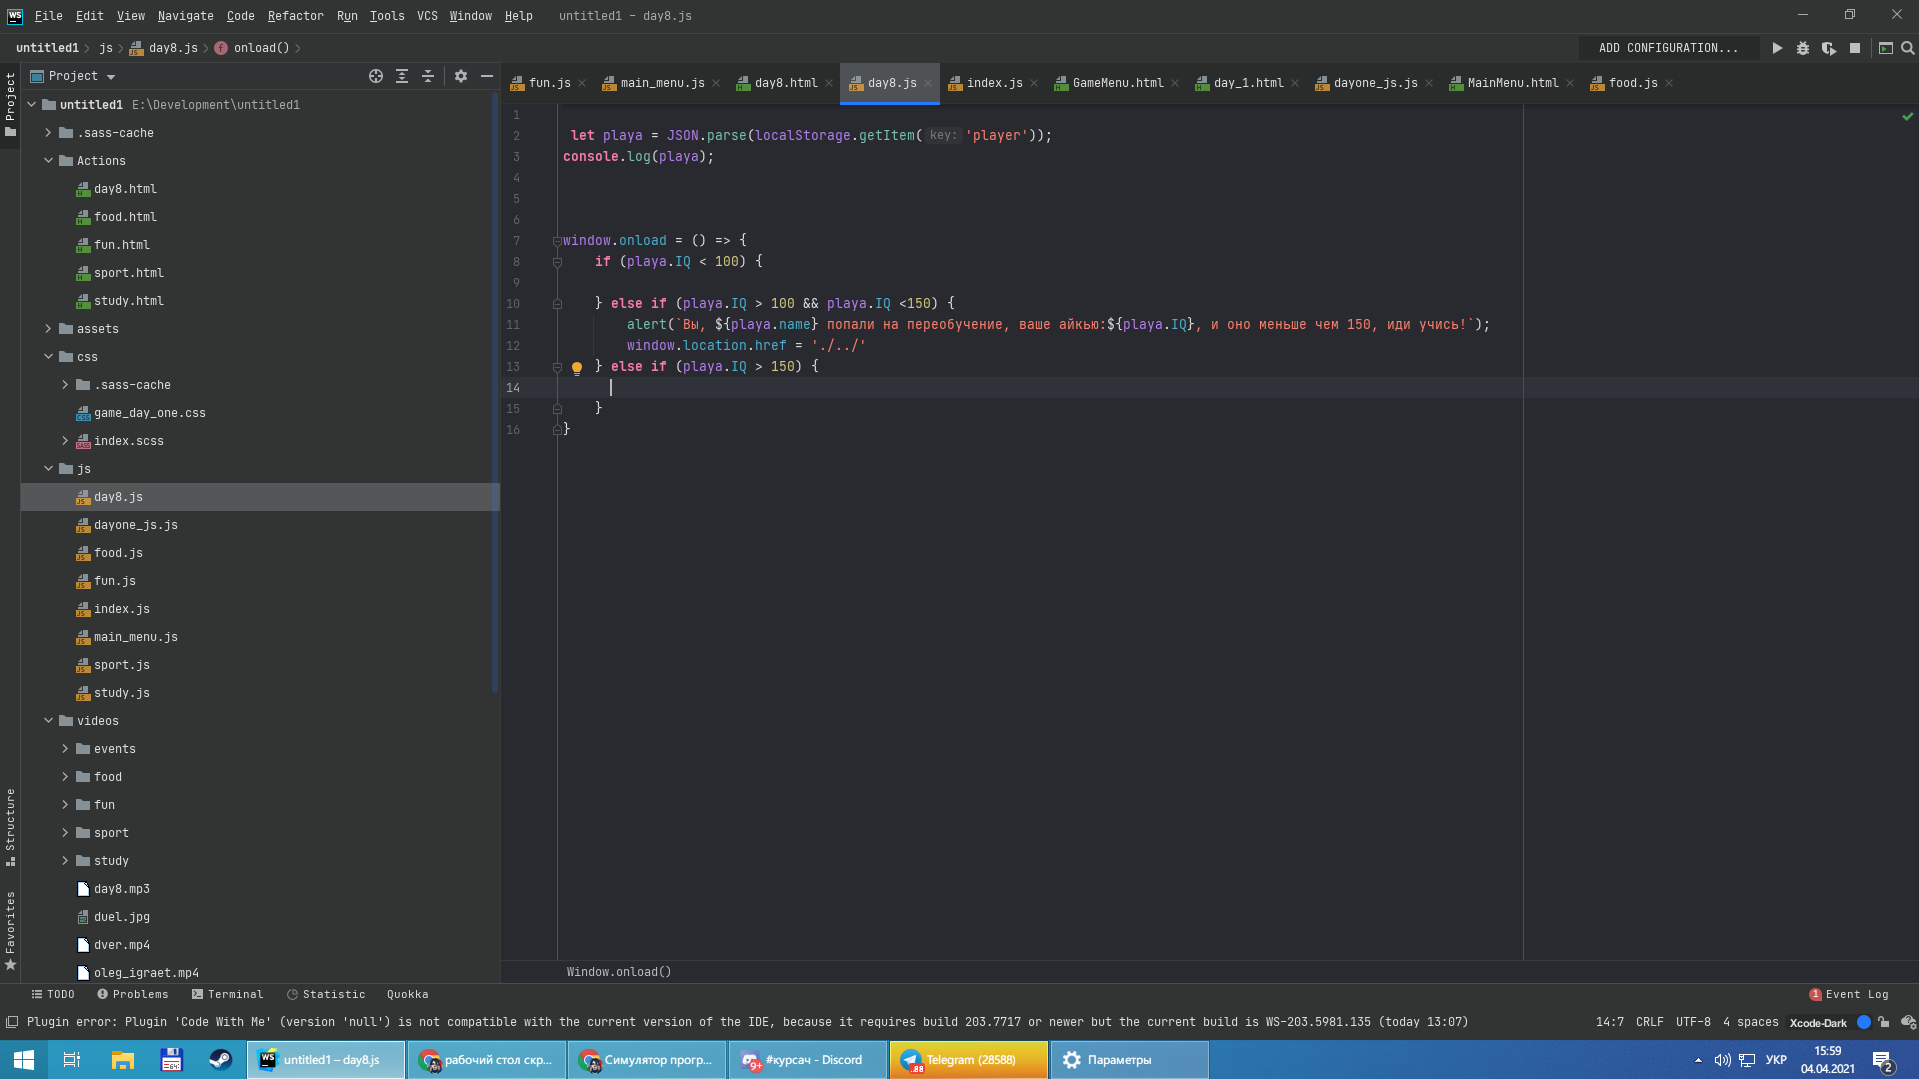 File Edit View Navigate Code Refactor Run Tools VCS Window Help untitled1 - day8.js
untitled1 js day8.js onload()
ADD CONFIGURATION...
Project
fun.js main_menu.js day8.html day8.js index.js GameMenu.html day_1.html dayone_js.js MainMenu.html food.js
Project
Structure
Favorites
untitled1 E:\Development\untitled1
.sass-cache
Actions
day8.html
food.html
fun.html
sport.html
study.html
assets
css
.sass-cache
game_day_one.css
index.scss
js
day8.js
dayone_js.js
food.js
fun.js
index.js
main_menu.js
sport.js
study.js
videos
events
food
fun
sport
study
day8.mp3
duel.jpg
dver.mp4
oleg_igraet.mp4
1
2 let playa = JSON.parse(localStorage.getItem( key: 'player'));
3 console.log(playa);
4
5
6
7 window.onload = () => {
8 if (playa.IQ < 100) {
9
10 } else if (playa.IQ > 100 && playa.IQ <150) {
11 alert(`Вы, ${playa.name} попали на переобучение, ваше айкью:${playa.IQ}, и оно меньше чем 150, иди учись!`);
12 window.location.href = './../'
13 } else if (playa.IQ > 150) {
14
15 }
16 }
Window.onload()
TODO Problems Terminal Statistic Quokka
1 Event Log
Plugin error: Plugin 'Code With Me' (version 'null') is not compatible with the current version of the IDE, because it requires build 203.7717 or newer but the current build is WS-203.5981.135 (today 13:07)
14:7 CRLF UTF-8 4 spaces Xcode-Dark
untitled1 – day8.js
рабочий стол скр...
Симулятор прогр...
#курсач - Discord
Telegram (28588)
Параметры
УКР
15:59
04.04.2021
2